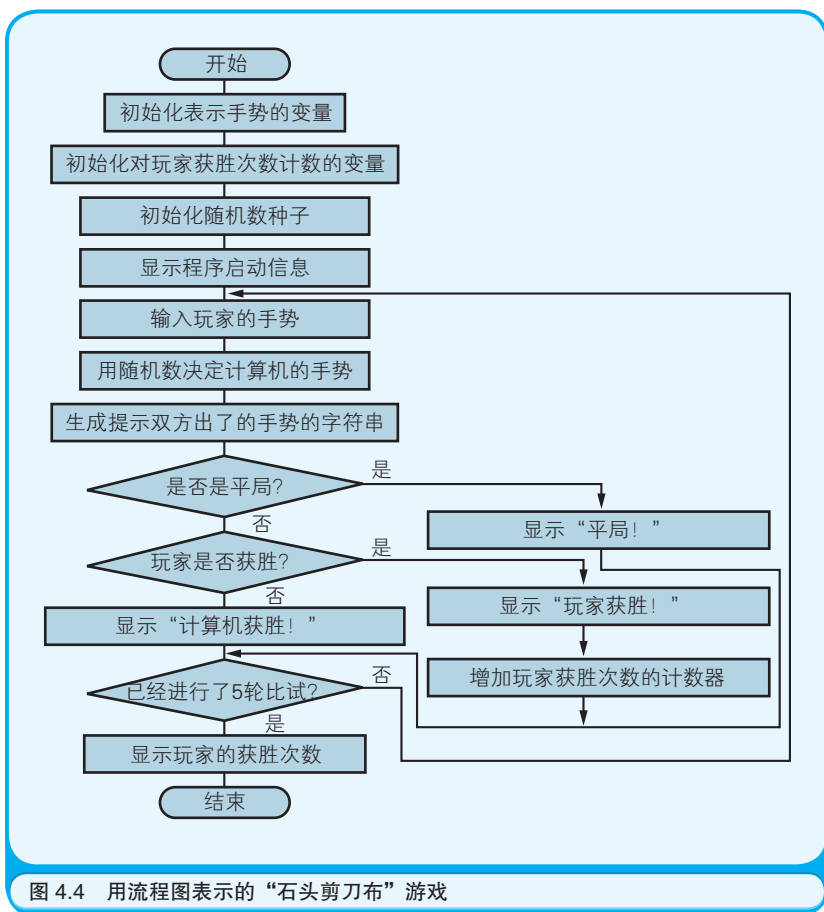 开始
初始化表示手势的变量
初始化对玩家获胜次数计数的变量
初始化随机数种子
显示程序启动信息
输入玩家的手势
用随机数决定计算机的手势
生成提示双方出了的手势的字符串
是否是平局?
是
否
显示“平局！”
玩家是否获胜?
是
否
显示“玩家获胜！”
显示“计算机获胜！”
增加玩家获胜次数的计数器
已经进行了5轮比试?
否
是
显示玩家的获胜次数
结束
图 4.4 用流程图表示的“石头剪刀布”游戏